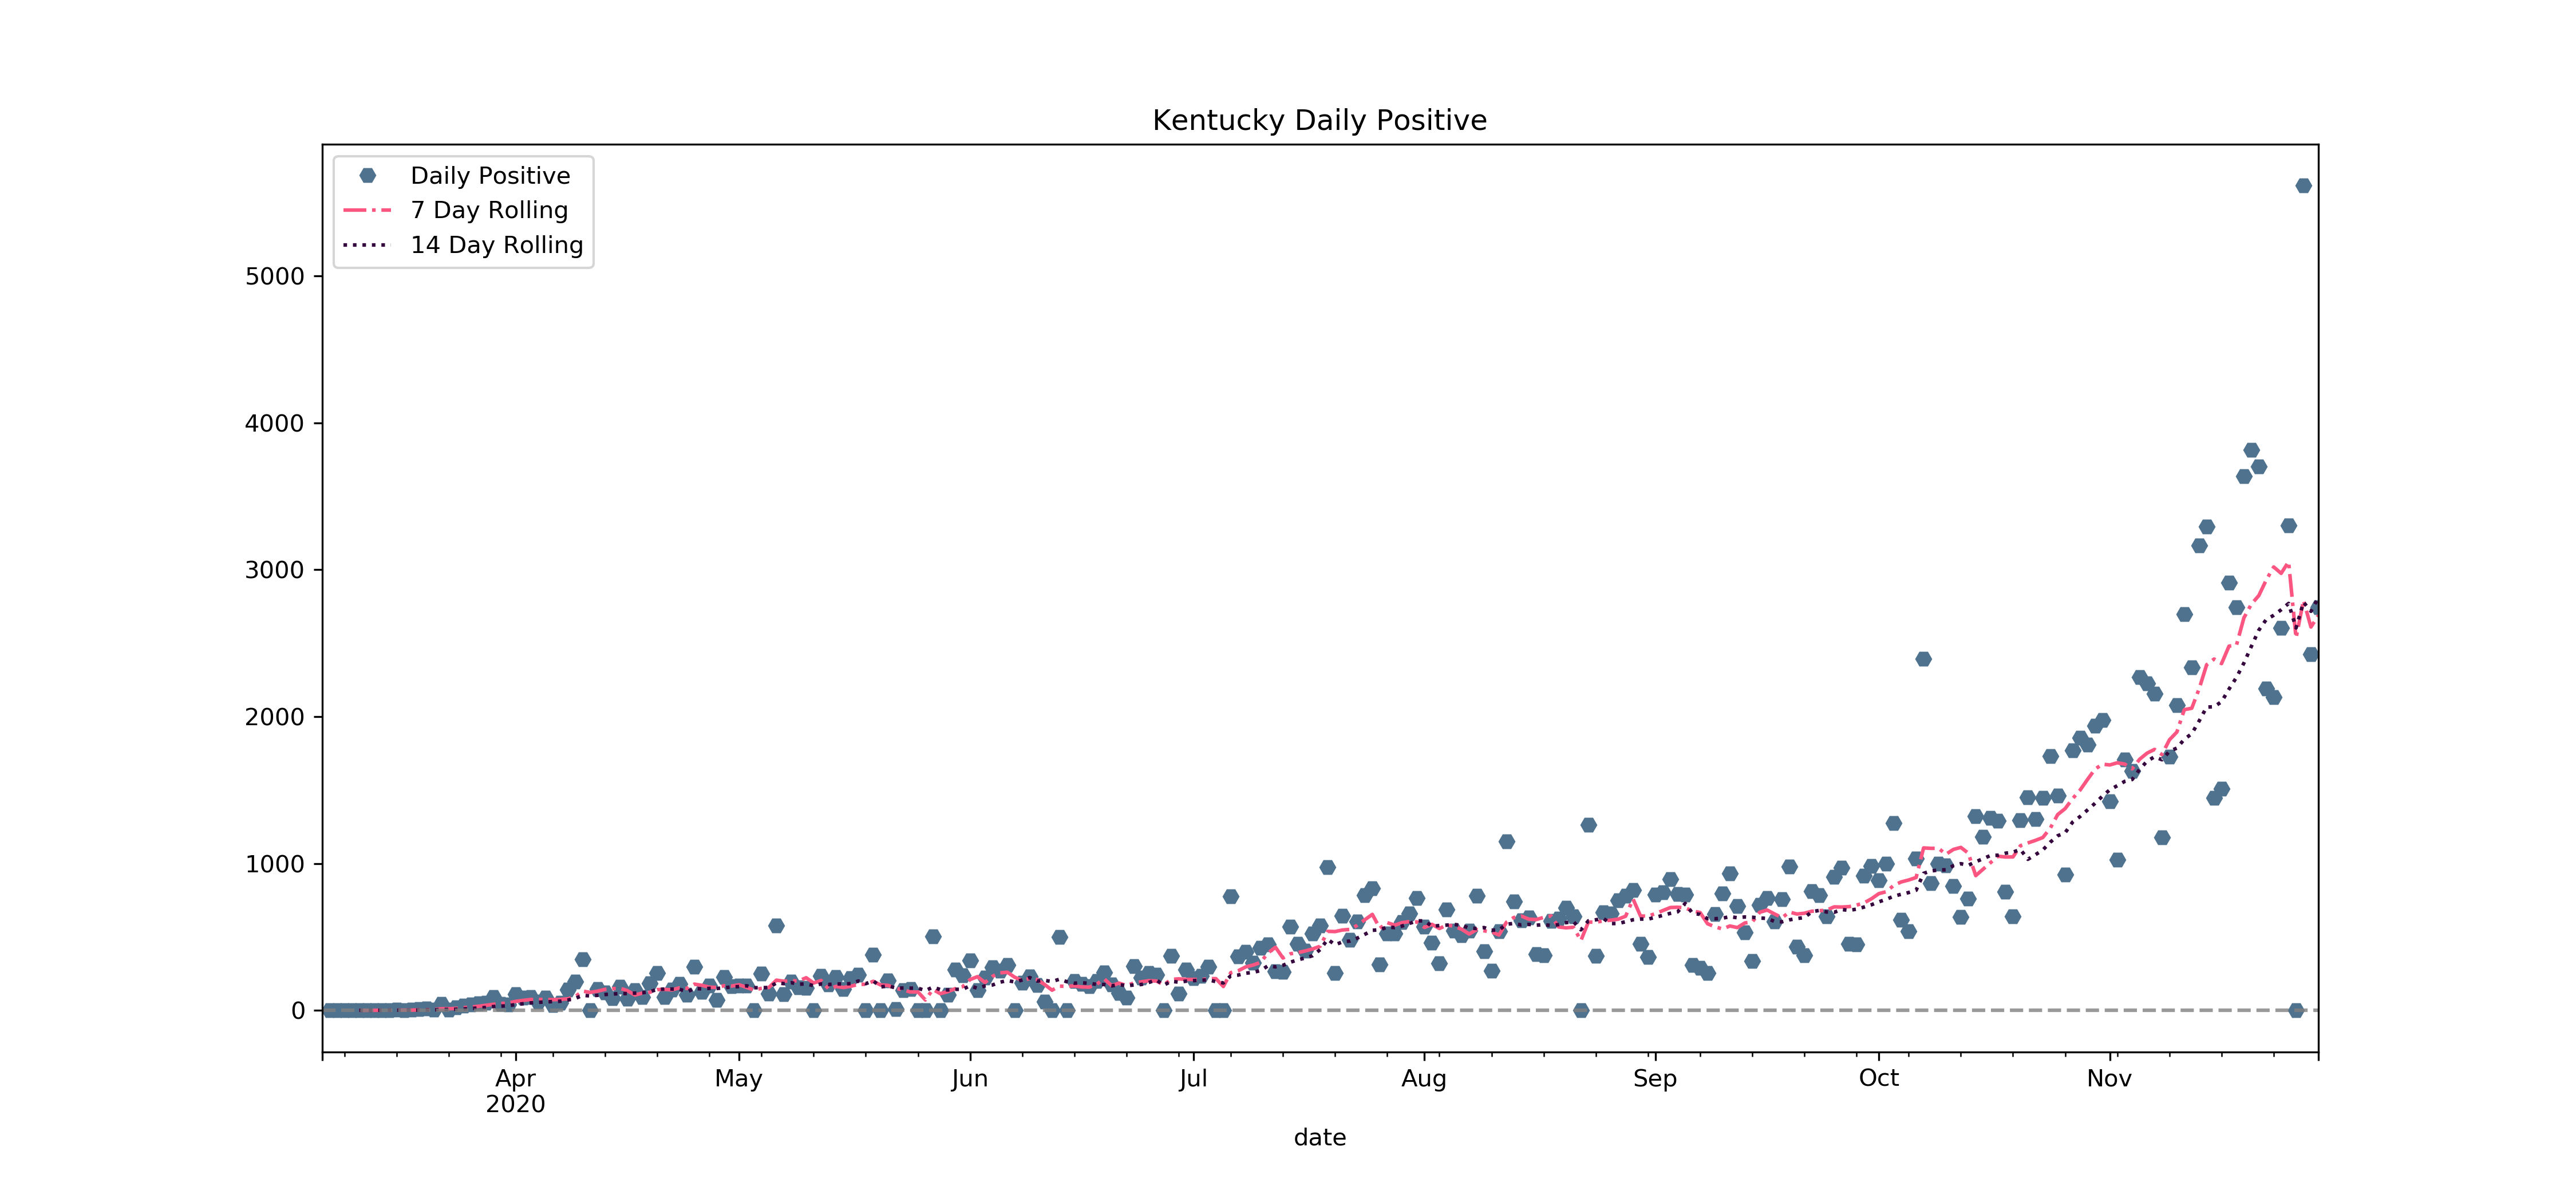 Kentucky Daily Positive
Daily Positive
7 Day Rolling
14 Day Rolling
5000
4000
3000
2000
1000
0
Apr May Jun Jul Aug Sep Oct Nov
2020
date